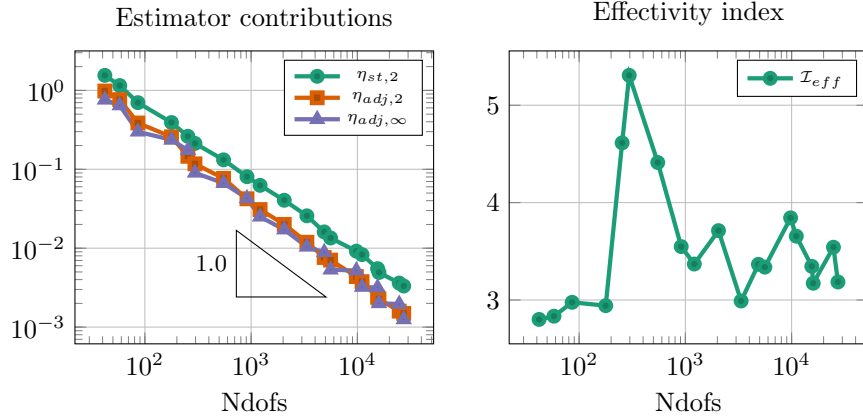 Estimator contributions
10^0
10^{-1}
10^{-2}
10^{-3}
η_{st,2}
η_{adj,2}
η_{adj,∞}
1.0
10^2
10^3
10^4
Ndofs
Effectivity index
5
4
3
ℐ_{eff}
10^2
10^3
10^4
Ndofs